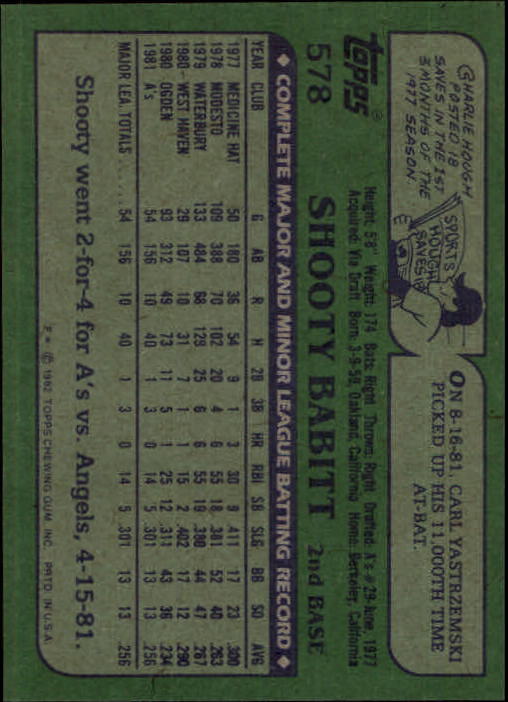 topps®
578
SHOOTY BABITT 2nd BASE
Height: 5'8" Weight: 174 Bats: Right Throws: Right Drafted: A's #29-June, 1977
Acquired: Via Draft Born: 3-9-59, Oakland, California Home: Berkeley, California
CHARLIE HOUGH
POSTED 18
SAVES IN THE 1ST
3 MONTHS OF THE
1977 SEASON.
SPORTS
HOUGH
SAVES
ON 8-16-81, CARL YASTRZEMSKI
PICKED UP HIS 11,000TH TIME
AT-BAT.
◆ COMPLETE MAJOR AND MINOR LEAGUE BATTING RECORD ◆
YEAR CLUB G AB R H 2B 3B HR RBI SB SLG BB SO AVG
1977 MEDICINE HAT 50 180 36 54 9 1 3 30 9 .411 17 23 .300
1978 MODESTO 109 388 70 102 20 4 6 55 18 .381 52 40 .263
1979 WATERBURY 133 484 68 129 25 6 6 55 19 .390 44 47 .267
1980 WEST HAVEN 29 107 10 31 7 1 1 15 2 .402 17 12 .290
1980 OGDEN 93 312 49 73 11 5 1 25 12 .311 43 36 .234
1981 A's 54 156 10 40 1 3 0 14 5 .301 13 13 .256
MAJOR LEA. TOTALS 54 156 10 40 1 3 0 14 5 .301 13 13 .256
Shooty went 2-for-4 for A's vs. Angels, 4-15-81.
© 1982 TOPPS CHEWING GUM, INC. PRTD. IN U.S.A.